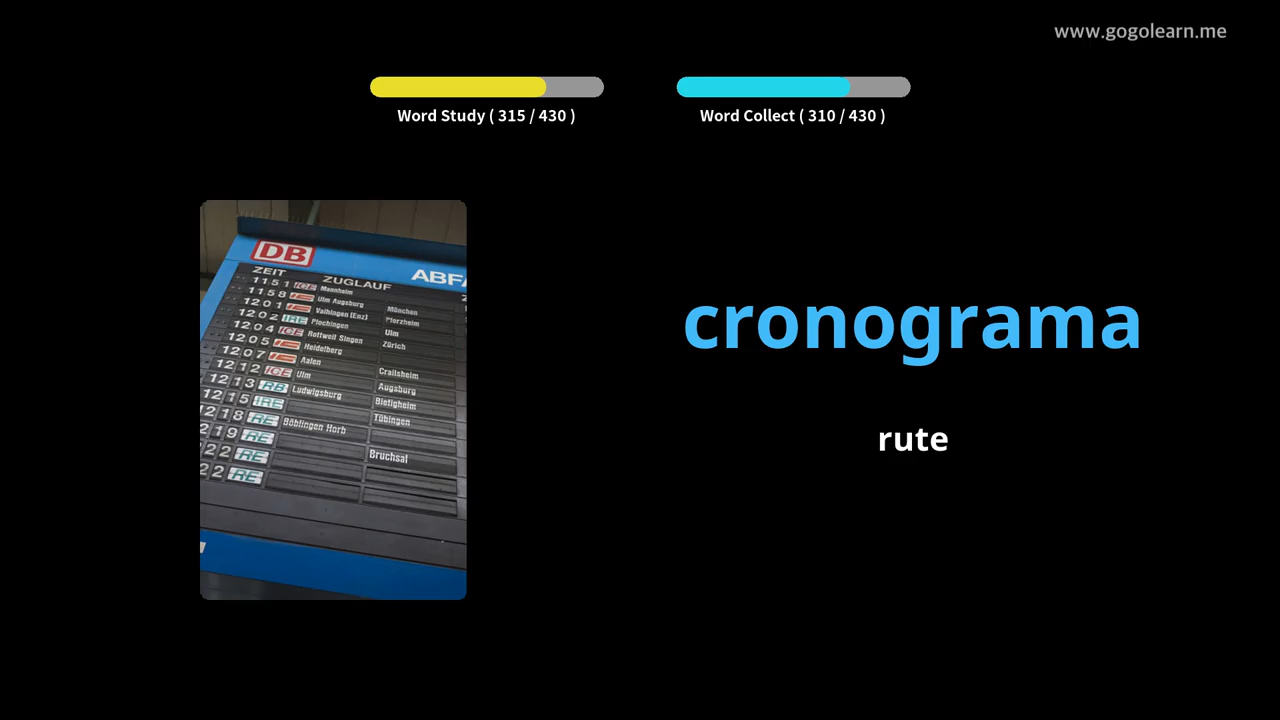 www.gogolearn.me
Word Study ( 315 / 430 )
Word Collect ( 310 / 430 )
DB
ZEIT ZUGLAUF ABFA
1151 ICE Mannheim
1158 Ulm Augsburg München
1201 Vaihingen (Enz) Pforzheim
1202 IRE Plochingen Ulm
1204 ICE Rottweil Singen Zürich
1205 Heidelberg
1207 Aalen Crailsheim
1212 ICE Ulm Augsburg
1213 RB Ludwigsburg Bietigheim
1215 IRE Tübingen
1218 RE Böblingen Horb
219 RE
22 RE Bruchsal
22 RE
cronograma
rute